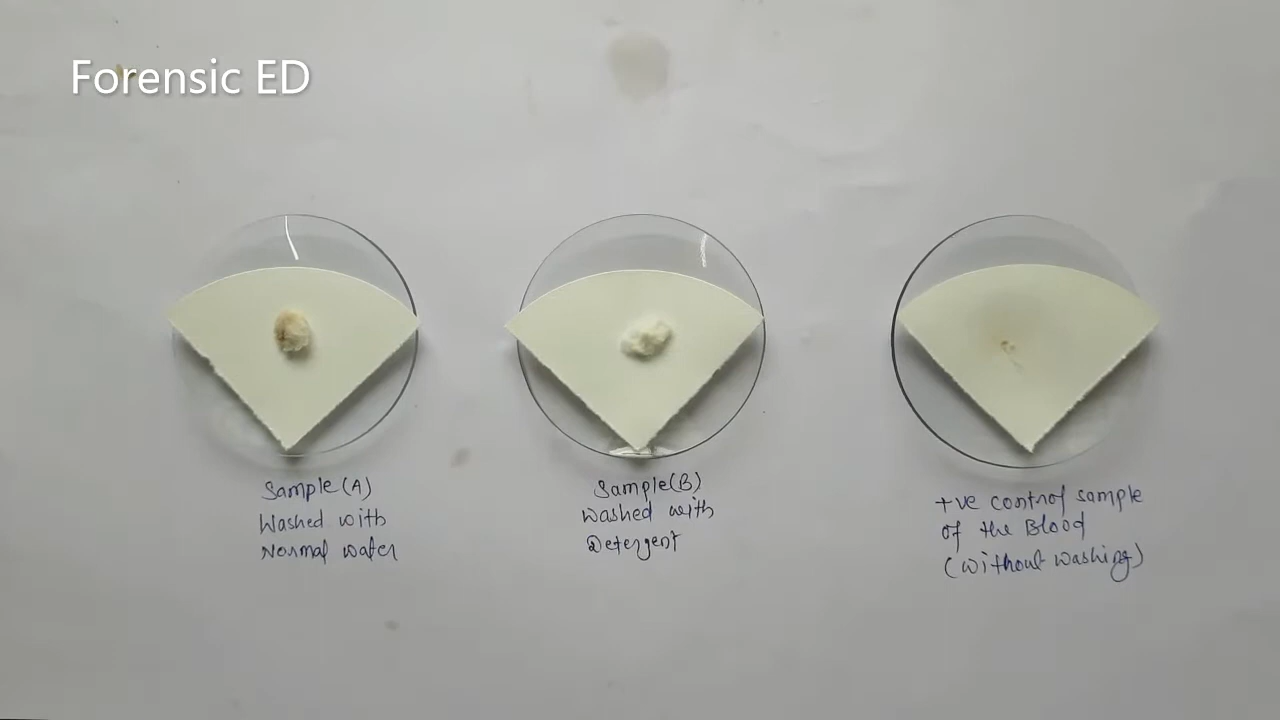 Forensic ED
Sample (A)
Washed with
Normal water
Sample (B)
Washed with
Detergent
+ve control sample
of the Blood
(without washing)